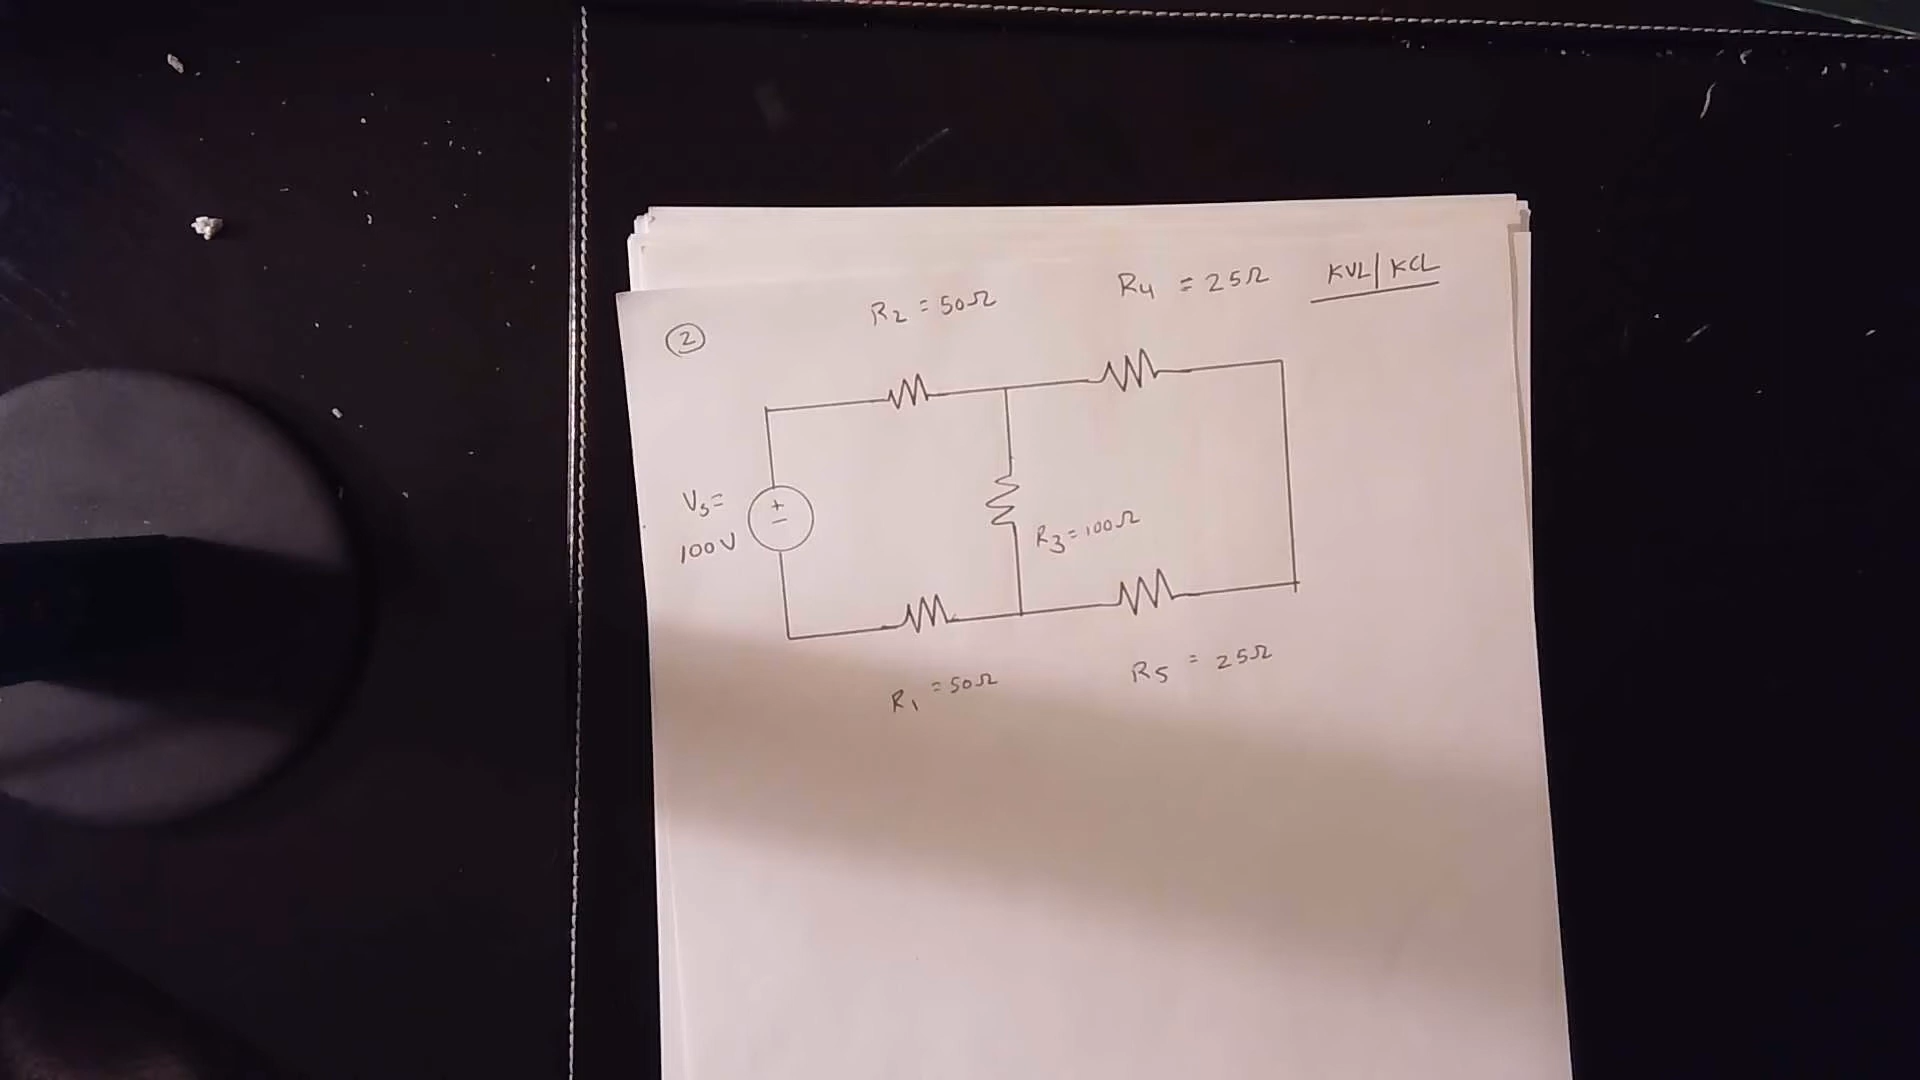 KVL/KCL
②
R2 = 50Ω
R4 = 25Ω
Vs =
100V
+
−
R3 = 100Ω
R1 = 50Ω
R5 = 25Ω